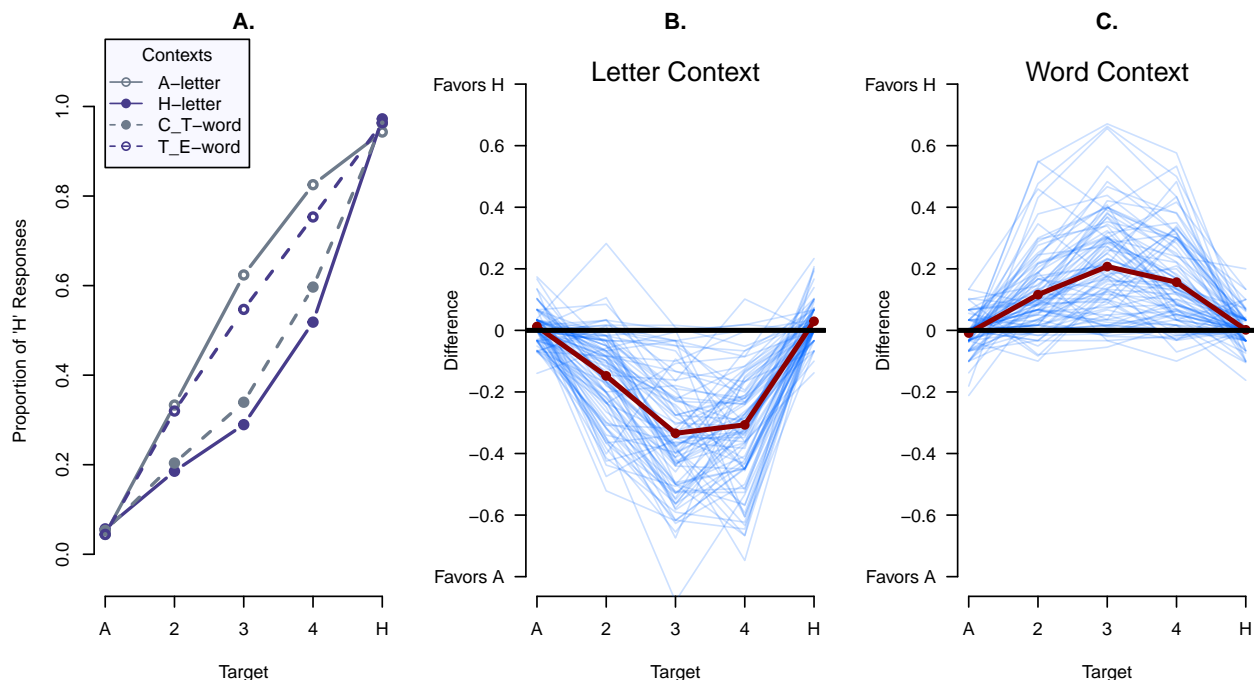 A.
Contexts
A−letter
H−letter
C_T−word
T_E−word
Proportion of 'H' Responses
1.0
0.8
0.6
0.4
0.2
0.0
A 2 3 4 H
Target
B.
Letter Context
Difference
Favors H
0.6
0.4
0.2
0
−0.2
−0.4
−0.6
Favors A
A 2 3 4 H
Target
C.
Word Context
Difference
Favors H
0.6
0.4
0.2
0
−0.2
−0.4
−0.6
Favors A
A 2 3 4 H
Target